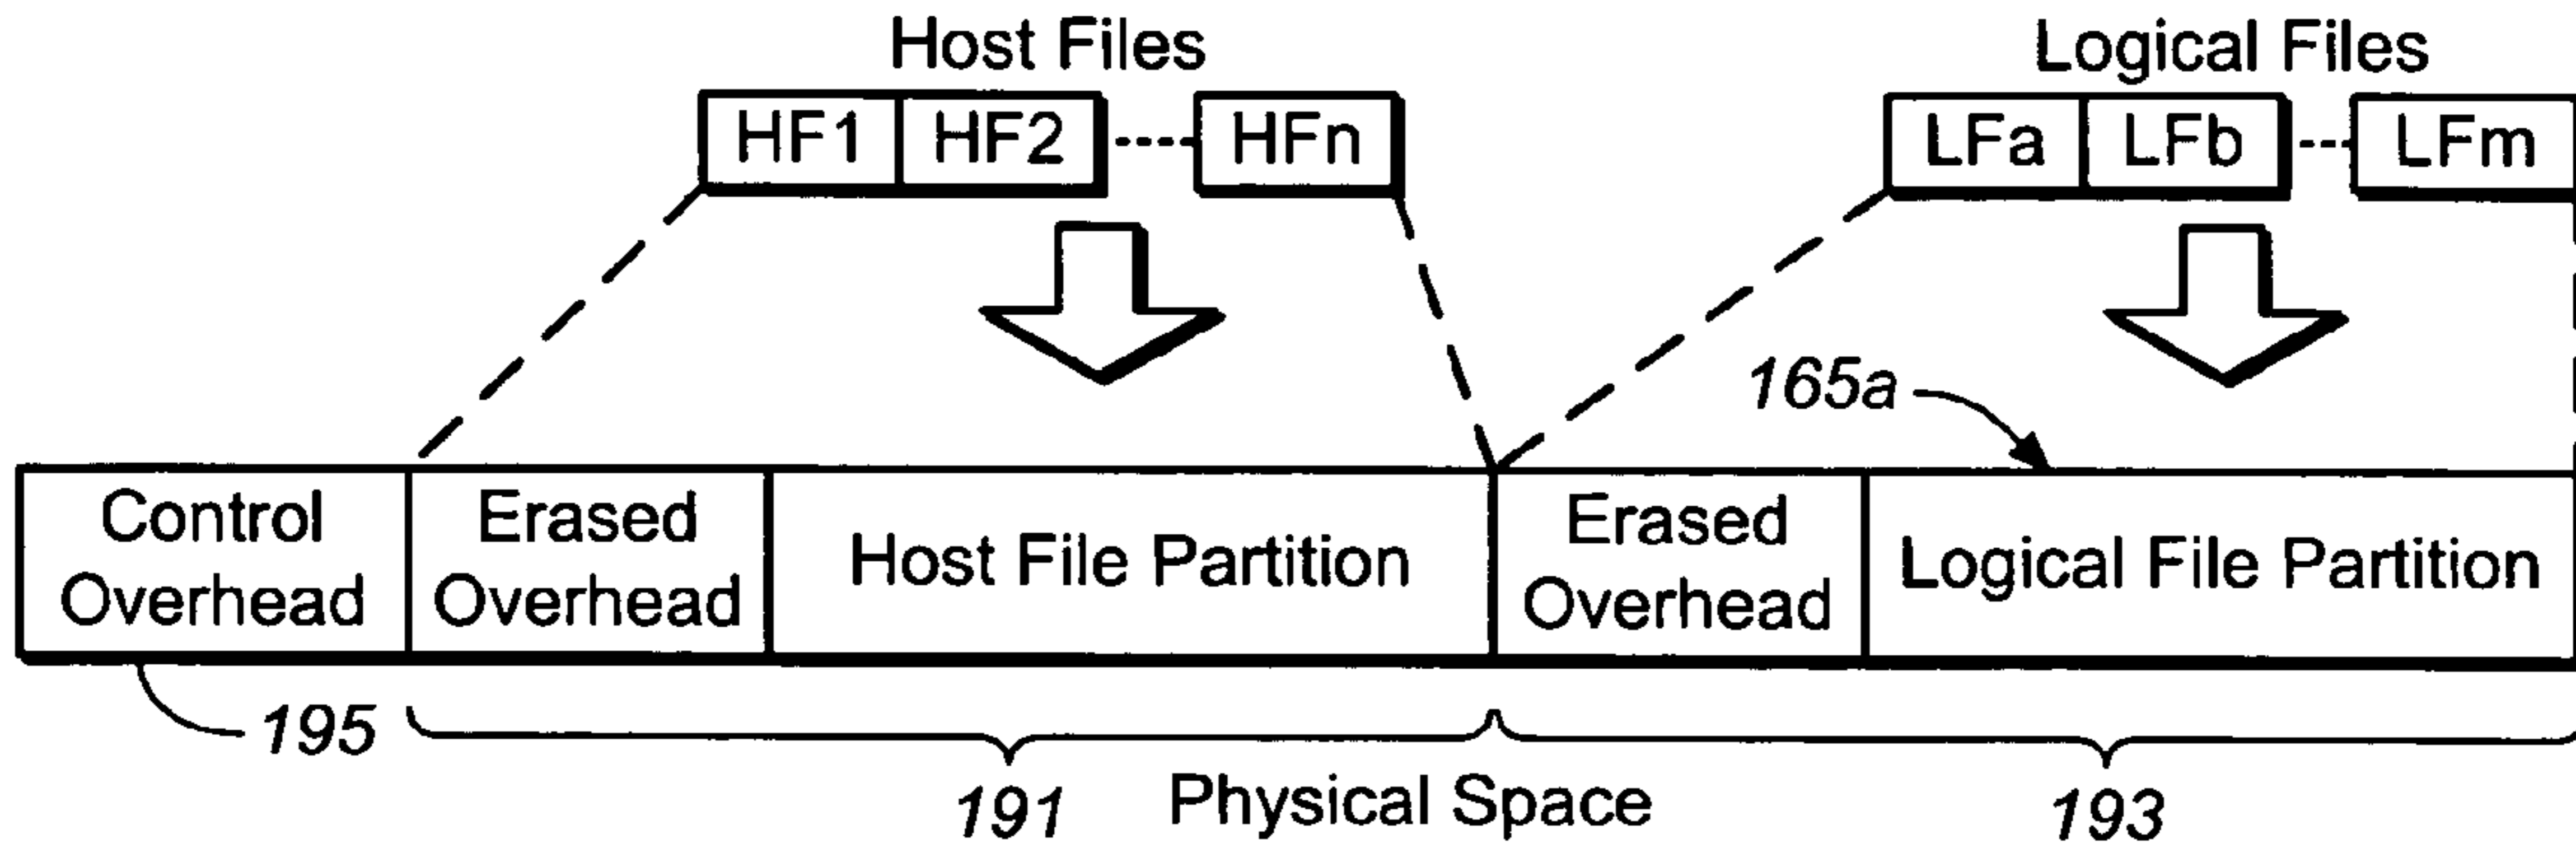 Host Files
Logical Files
HF1 HF2 HFn
LFa LFb LFm
165a
Control Overhead
Erased Overhead
Host File Partition
Erased Overhead
Logical File Partition
195
191
Physical Space
193